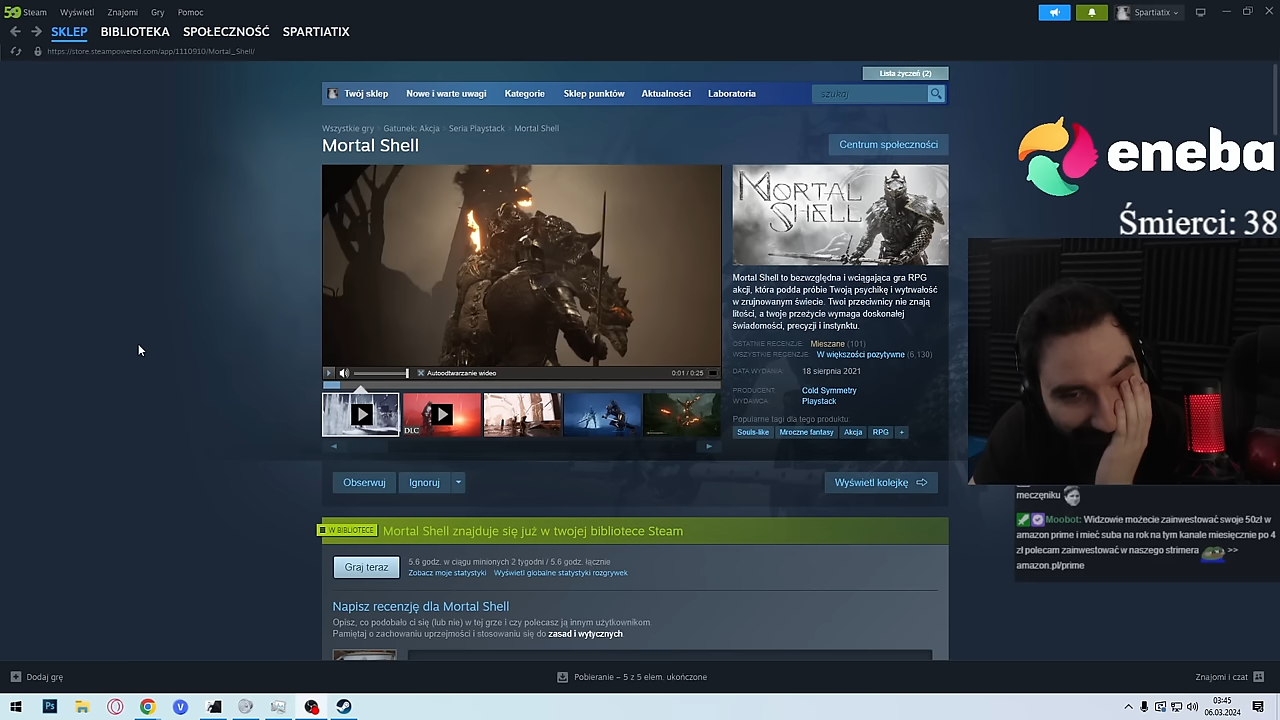 Steam Wyświetl Znajomi Gry Pomoc
Spartiatix
SKLEP BIBLIOTEKA SPOŁECZNOŚĆ SPARTIATIX
https://store.steampowered.com/app/1110910/Mortal_Shell/
Lista życzeń (2)
Twój sklep Nowe i warte uwagi Kategorie Sklep punktów Aktualności Laboratoria
szukaj
Wszystkie gry > Gatunek: Akcja > Seria Playstack > Mortal Shell
Mortal Shell
Centrum społeczności
MORTAL
SHELL
Mortal Shell to bezwzględna i wciągająca gra RPG
akcji, która podda próbie Twoją psychikę i wytrwałość
w zrujnowanym świecie. Twoi przeciwnicy nie znają
litości, a twoje przeżycie wymaga doskonałej
świadomości, precyzji i instynktu.
OSTATNIE RECENZJE: Mieszane (101)
WSZYSTKIE RECENZJE: W większości pozytywne (6,130)
DATA WYDANIA: 18 sierpnia 2021
PRODUCENT: Cold Symmetry
WYDAWCA: Playstack
Popularne tagi dla tego produktu:
Souls-like Mroczne fantasy Akcja RPG +
Autoodtwarzanie wideo
0:01 / 0:25
DLC
Obserwuj Ignoruj
Wyświetl kolejkę
W BIBLIOTECE
Mortal Shell znajduje się już w twojej bibliotece Steam
Graj teraz
5.6 godz. w ciągu minionych 2 tygodni / 5.6 godz. łącznie
Zobacz moje statystyki Wyświetl globalne statystyki rozgrywek
Napisz recenzję dla Mortal Shell
Opisz, co podobało ci się (lub nie) w tej grze i czy polecasz ją innym użytkownikom.
Pamiętaj o zachowaniu uprzejmości i stosowaniu się do zasad i wytycznych.
eneba
Śmierci: 38
meczęniku
Moobot: Widzowie możecie zainwestować swoje 50zł w
amazon prime i mieć suba na rok na tym kanale miesięcznie po 4
zł polecam zainwestować w naszego strimera >>
amazon.pl/prime
Dodaj grę
Pobieranie – 5 z 5 elem. ukończone
Znajomi i czat
Ps
V
03:45
06.03.2024